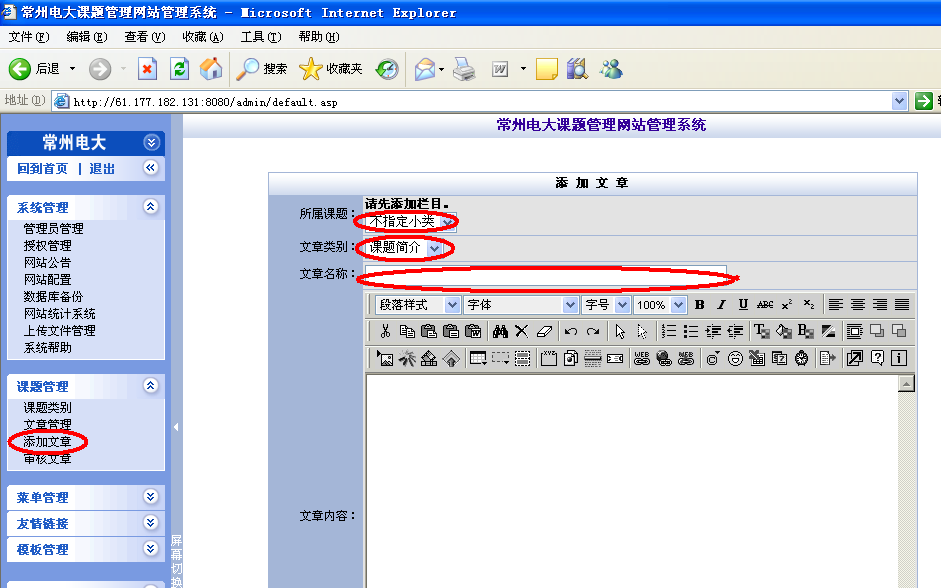 常州电大课题管理网站管理系统 - Microsoft Internet Explorer
文件(F) 编辑(E) 查看(V) 收藏(A) 工具(T) 帮助(H)
后退 搜索 收藏夹
地址(D) http://61.177.182.131:8080/admin/default.asp
常州电大课题管理网站管理系统
常州电大
回到首页 | 退出
系统管理
管理员管理
授权管理
网站公告
网站配置
数据库备份
网站统计系统
上传文件管理
系统帮助
课题管理
课题类别
文章管理
添加文章
审核文章
菜单管理
友情链接
模板管理
屏幕切换
添 加 文 章
所属课题：
请先添加栏目。
不指定小类
文章类别：
课题简介
文章名称：
*
段落样式 字体 字号 100% B I U ABC x² x₂
文章内容：